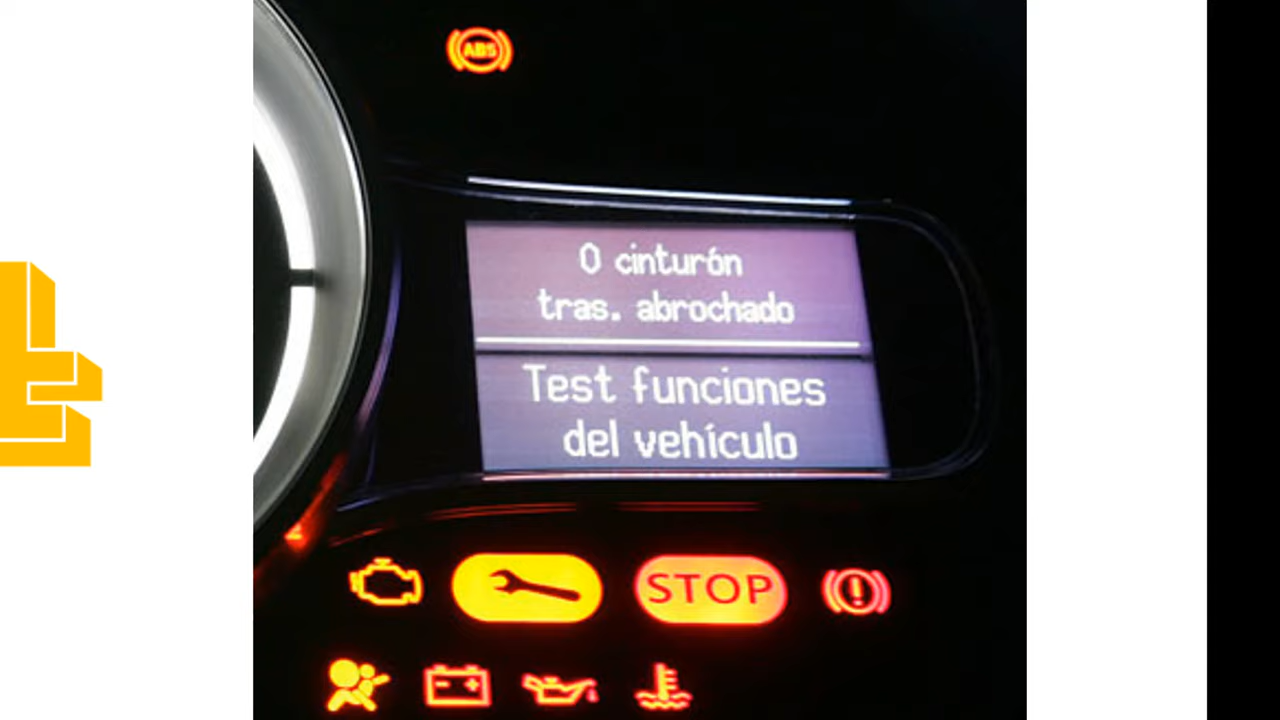 ABS
0 cinturón
tras. abrochado
Test funciones
del vehículo
STOP